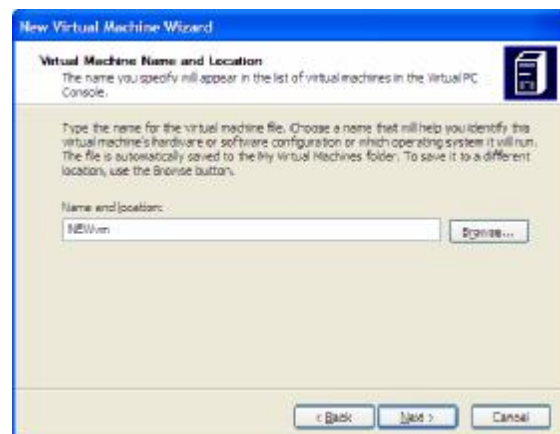 New Virtual Machine Wizard
Virtual Machine Name and Location
The name you specify will appear in the list of virtual machines in the Virtual PC
Console.
Type the name for the virtual machine file. Choose a name that will help you identify this
virtual machine's hardware or software configuration or which operating system it will run.
The file is automatically saved to the My Virtual Machines folder. To save it to a different
location, use the Browse button.
Name and location:
NEWvm
Browse...
< Back
Next >
Cancel